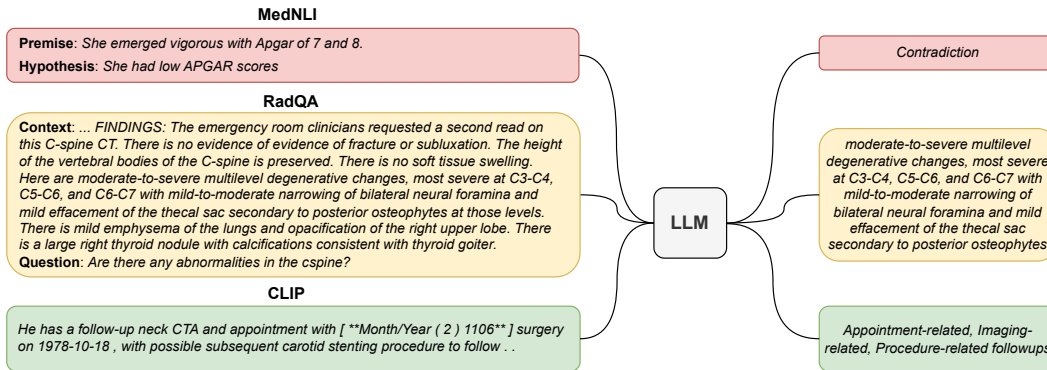 MedNLI
Premise: She emerged vigorous with Apgar of 7 and 8.
Hypothesis: She had low APGAR scores
Contradiction
RadQA
Context: ... FINDINGS: The emergency room clinicians requested a second read on
this C-spine CT. There is no evidence of evidence of fracture or subluxation. The height
of the vertebral bodies of the C-spine is preserved. There is no soft tissue swelling.
Here are moderate-to-severe multilevel degenerative changes, most severe at C3-C4,
C5-C6, and C6-C7 with mild-to-moderate narrowing of bilateral neural foramina and
mild effacement of the thecal sac secondary to posterior osteophytes at those levels.
There is mild emphysema of the lungs and opacification of the right upper lobe. There
is a large right thyroid nodule with calcifications consistent with thyroid goiter.
Question: Are there any abnormalities in the cspine?
LLM
moderate-to-severe multilevel
degenerative changes, most severe
at C3-C4, C5-C6, and C6-C7 with
mild-to-moderate narrowing of
bilateral neural foramina and mild
effacement of the thecal sac
secondary to posterior osteophytes
CLIP
He has a follow-up neck CTA and appointment with [ **Month/Year ( 2 ) 1106** ] surgery
on 1978-10-18 , with possible subsequent carotid stenting procedure to follow . .
Appointment-related, Imaging-
related, Procedure-related followups